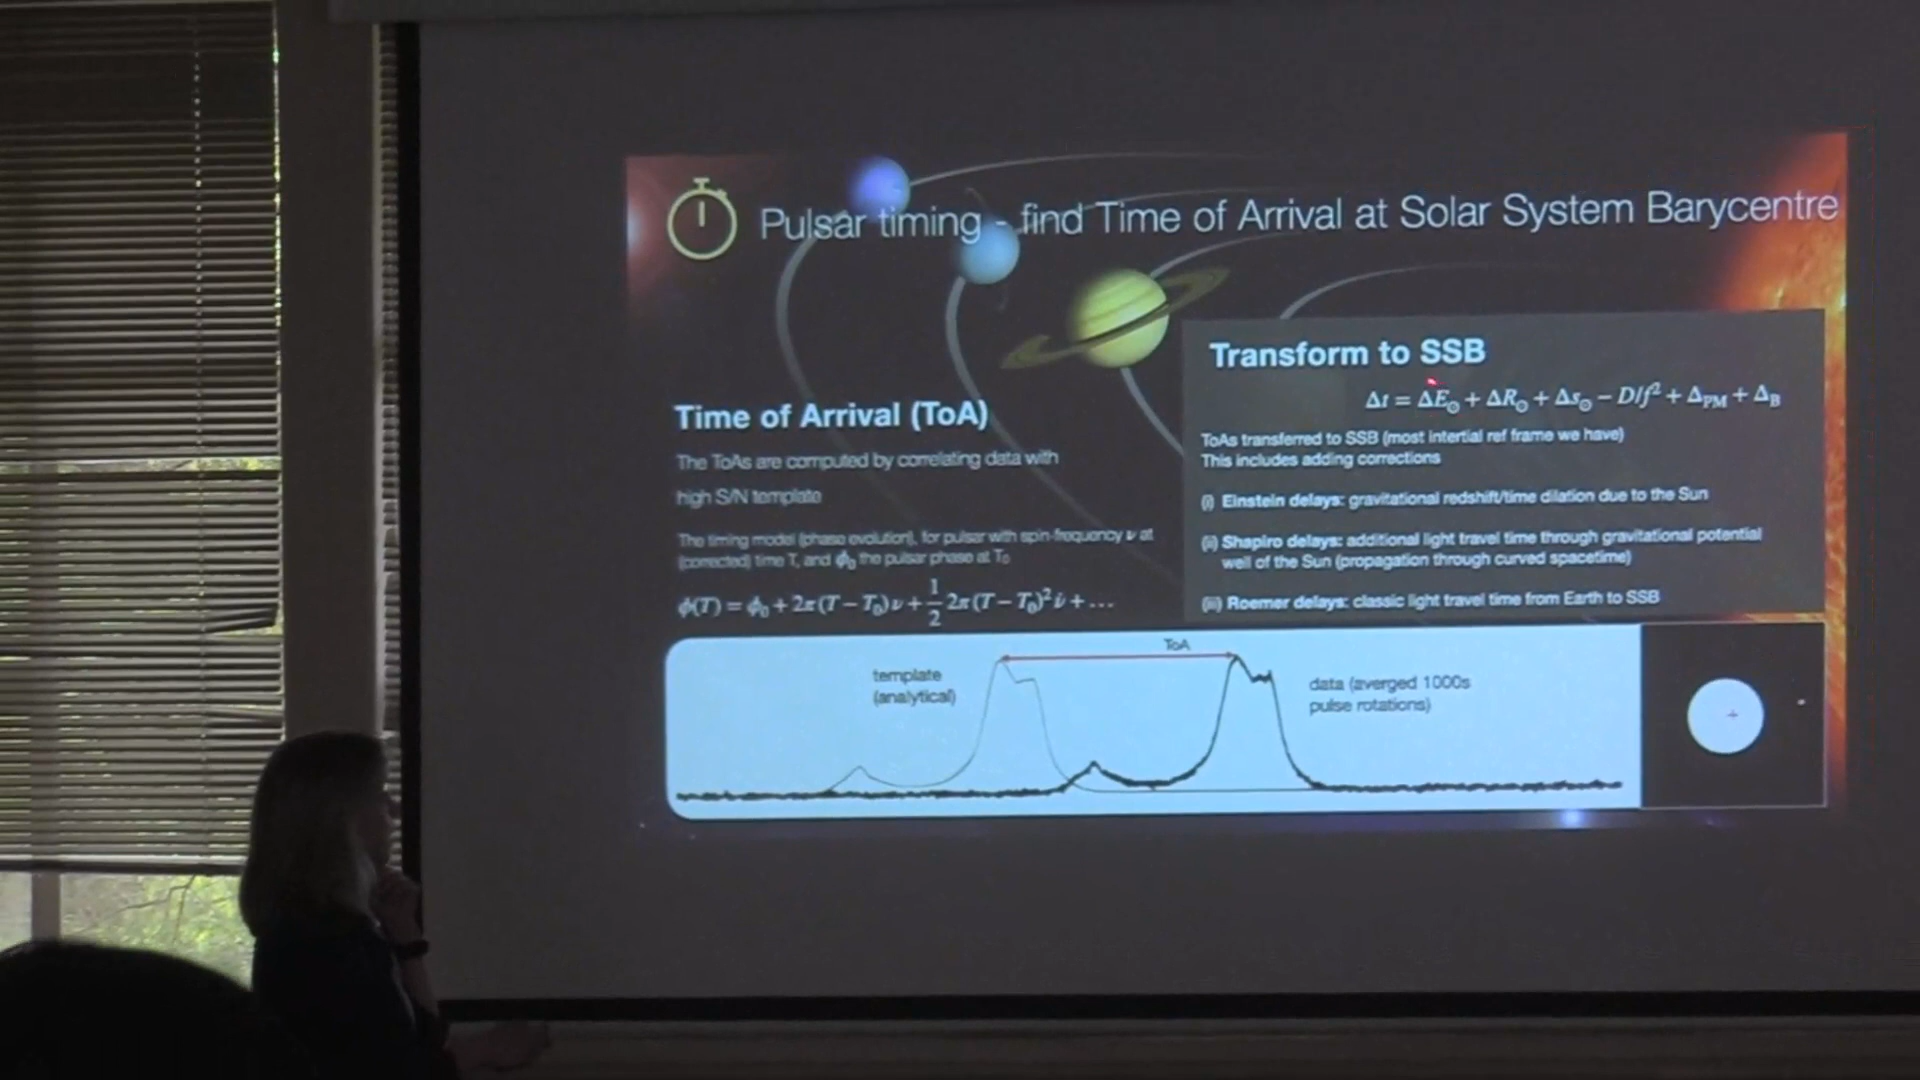 Pulsar timing - find Time of Arrival at Solar System Barycentre
Time of Arrival (ToA)
The ToAs are computed by correlating data with
high S/N template
The timing model (phase evolution), for pulsar with spin-frequency ν at
(corrected) time T, and ϕ₀ the pulsar phase at T₀
ϕ(T) = ϕ₀ + 2π(T − T₀)ν + 1/2 2π(T − T₀)²ν̇ + …
Transform to SSB
Δt = ΔE⊙ + ΔR⊙ + Δs⊙ − D/f² + Δ_PM + Δ_B
ToAs transferred to SSB (most intertial ref frame we have)
This includes adding corrections
(i) Einstein delays: gravitational redshift/time dilation due to the Sun
(ii) Shapiro delays: additional light travel time through gravitational potential
well of the Sun (propagation through curved spacetime)
(iii) Roemer delays: classic light travel time from Earth to SSB
ToA
template
(analytical)
data (averged 1000s
pulse rotations)